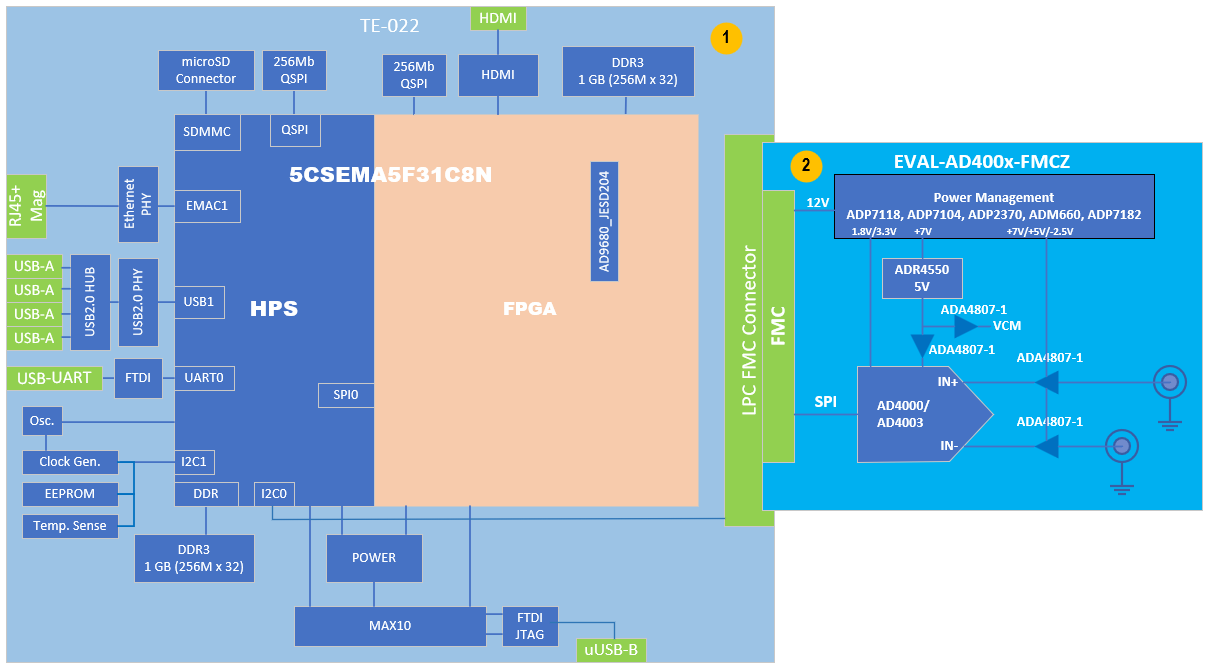 TE-022
HDMI
1
microSD
Connector
256Mb
QSPI
256Mb
QSPI
HDMI
DDR3
1 GB (256M x 32)
SDMMC
QSPI
5CSEMA5F31C8N
RJ45+
Mag
Ethernet
PHY
EMAC1
AD9680_JESD204
USB-A
USB-A
USB-A
USB-A
USB2.0 HUB
USB2.0 PHY
USB1
HPS
FPGA
USB-UART
FTDI
UART0
SPI0
Osc.
Clock Gen.
I2C1
EEPROM
DDR
I2C0
Temp. Sense
DDR3
1 GB (256M x 32)
POWER
MAX10
FTDI
JTAG
uUSB-B
LPC FMC Connector
FMC
2
EVAL-AD400x-FMCZ
12V
Power Management
ADP7118, ADP7104, ADP2370, ADM660, ADP7182
1.8V/3.3V
+7V
+7V/+5V/-2.5V
ADR4550
5V
ADA4807-1
VCM
ADA4807-1
ADA4807-1
IN+
SPI
AD4000/
AD4003
ADA4807-1
IN-